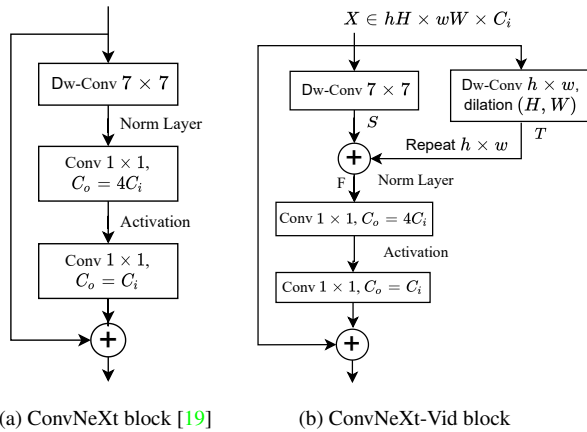 Dw-Conv 7 × 7
Norm Layer
Conv 1 × 1,
C_o = 4C_i
Activation
Conv 1 × 1,
C_o = C_i
+
(a) ConvNeXt block [19]
X ∈ hH × wW × C_i
Dw-Conv 7 × 7
Dw-Conv h × w,
dilation (H, W)
S
T
Repeat h × w
+
F
Norm Layer
Conv 1 × 1, C_o = 4C_i
Activation
Conv 1 × 1, C_o = C_i
+
(b) ConvNeXt-Vid block